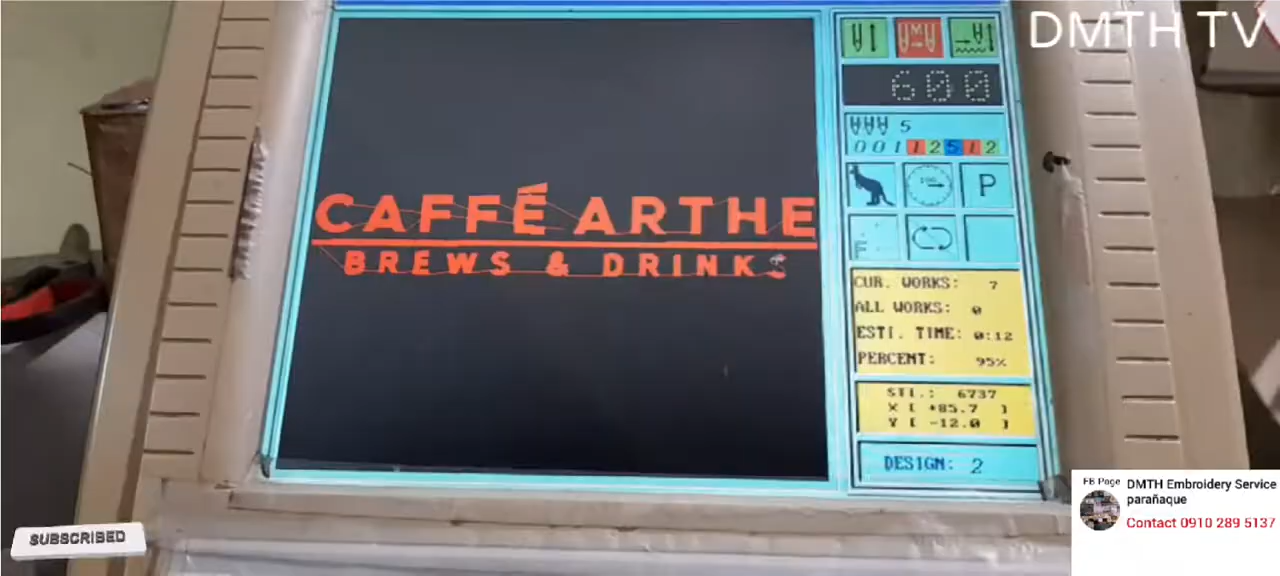 DMTH TV
M
600
5
001 1 2 5 1 2
P
CAFFÉ ARTHE
BREWS & DRINKS
F
CUR. WORKS: 7
ALL WORKS: 0
ESTI. TIME: 0:12
PERCENT: 95%
STI.: 6737
X [ +85.7 ]
Y [ -12.0 ]
DESIGN: 2
FB Page
DMTH Embroidery Service
parañaque
Contact 0910 289 5137
SUBSCRIBED